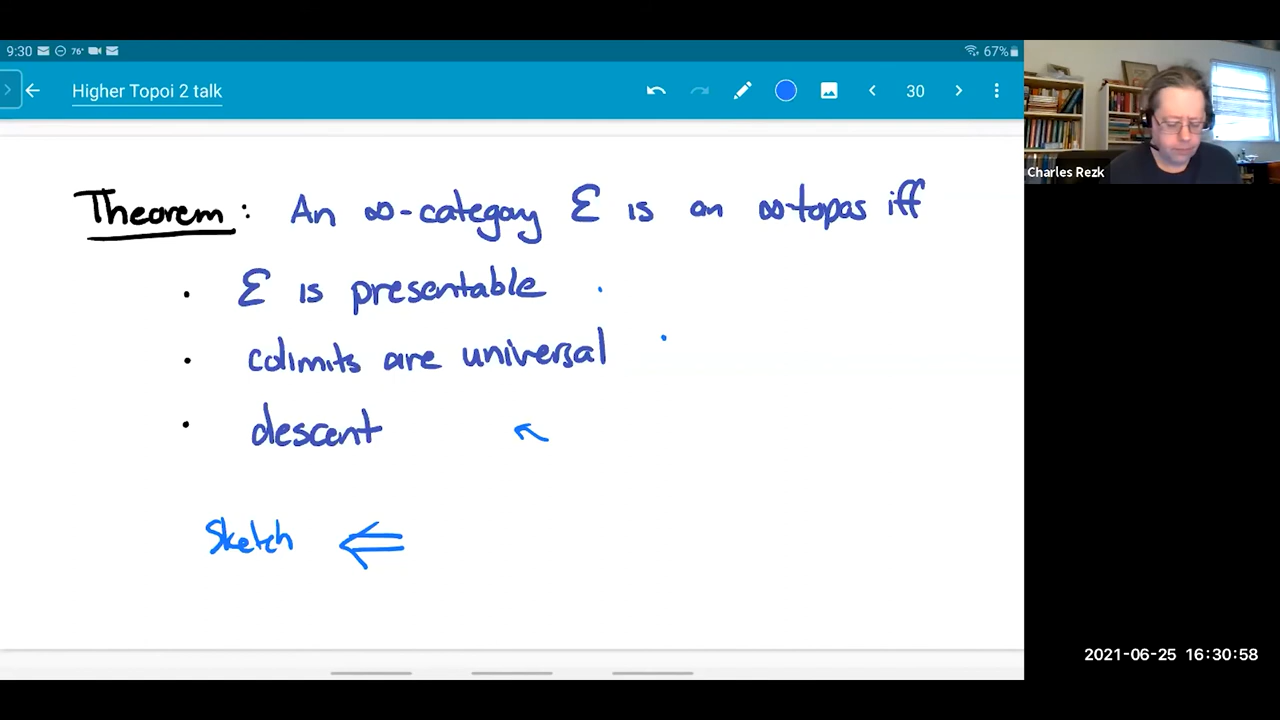 9:30 76° 67%
Higher Topoi 2 talk 30
Theorem: An ∞-category ℰ is an ∞-topos iff
· ℰ is presentable
· colimits are universal
· descent
Sketch ⇐
Charles Rezk
2021-06-25 16:30:58